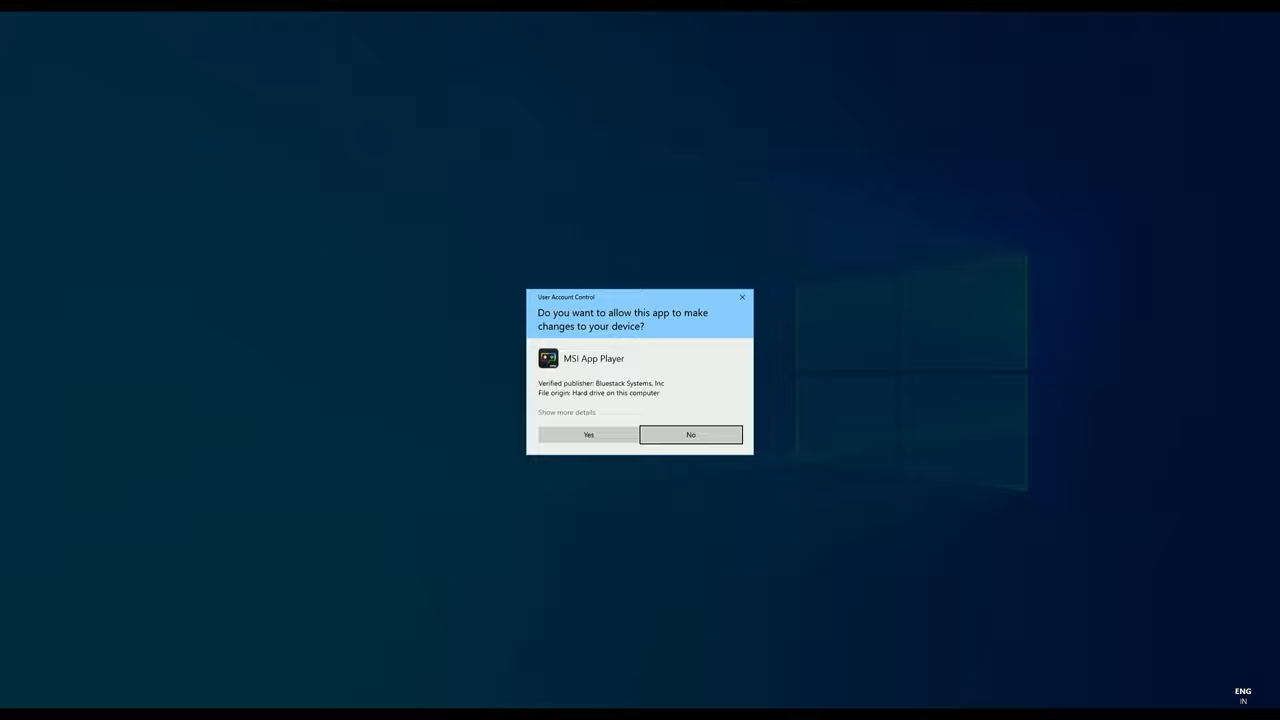 User Account Control
Do you want to allow this app to make
changes to your device?
MSI App Player
Verified publisher: Bluestack Systems, Inc
File origin: Hard drive on this computer
Show more details
Yes
No
ENG
IN